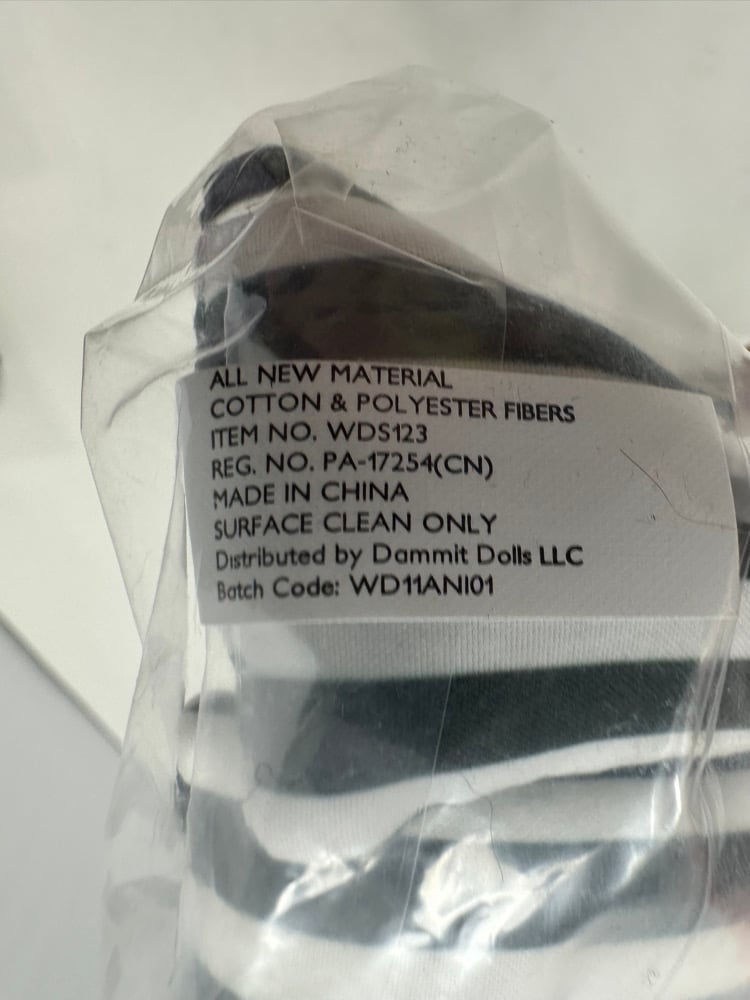 ALL NEW MATERIAL
COTTON & POLYESTER FIBERS
ITEM NO. WDS123
REG. NO. PA-17254(CN)
MADE IN CHINA
SURFACE CLEAN ONLY
Distributed by Dammit Dolls LLC
Batch Code: WD11ANI01